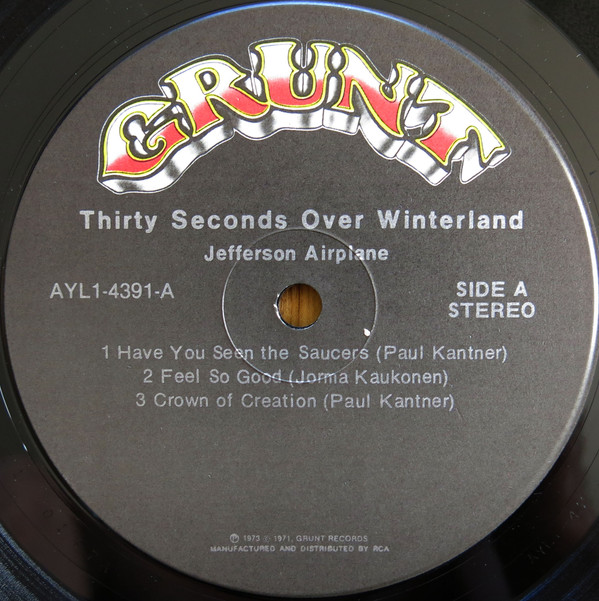 GRUNT
Thirty Seconds Over Winterland
Jefferson Airplane
AYL1-4391-A
SIDE A
STEREO
1 Have You Seen the Saucers (Paul Kantner)
2 Feel So Good (Jorma Kaukonen)
3 Crown of Creation (Paul Kantner)
℗ 1973 © 1971, GRUNT RECORDS
MANUFACTURED AND DISTRIBUTED BY RCA